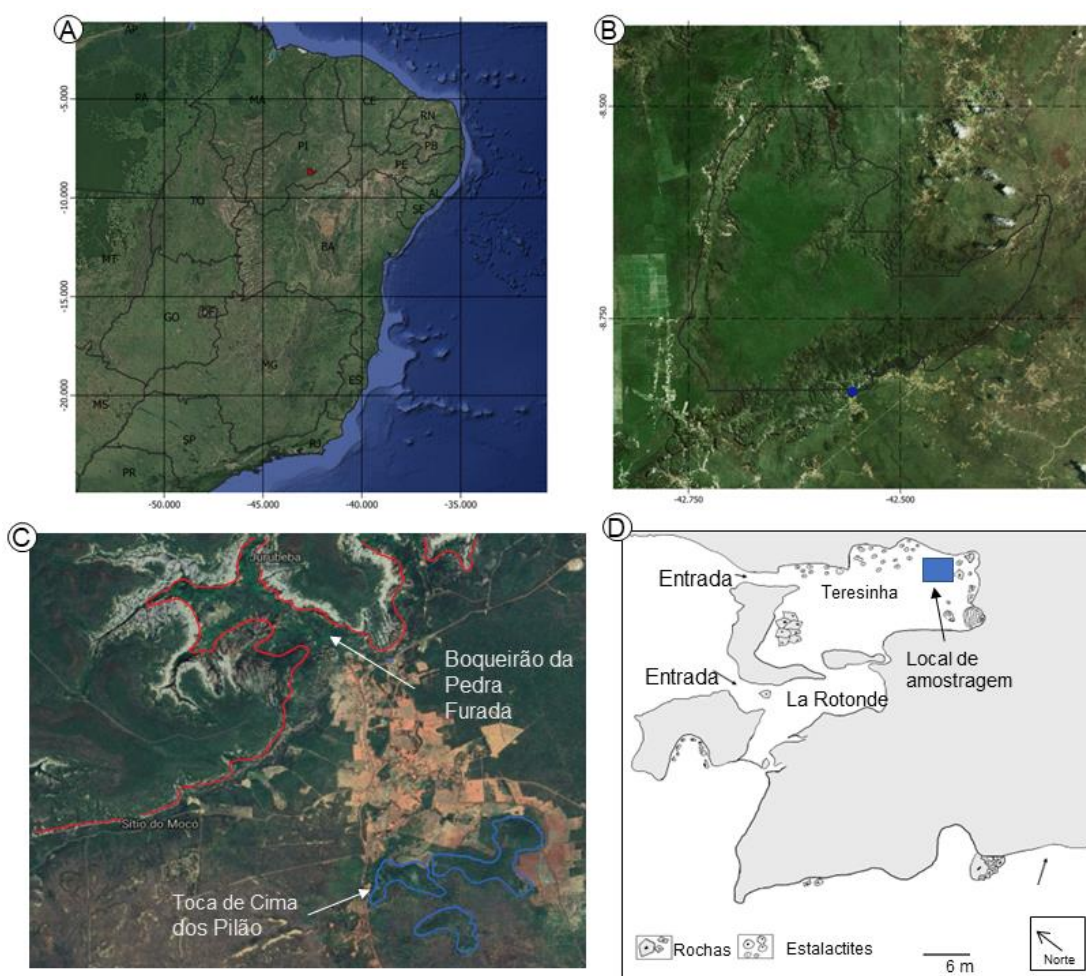 A
AP
PA
MA
CE
RN
PI
PB
PE
AL
SE
TO
BA
MT
GO
DF
MG
ES
MS
SP
RJ
PR
-5.000
-10.000
-15.000
-20.000
-50.000
-45.000
-40.000
-35.000
B
-8.500
-8.750
-42.750
-42.500
C
Jurubeba
Boqueirão da
Pedra
Furada
Sítio do Mocó
Toca de Cima
dos Pilão
D
Entrada
Teresinha
Entrada
La Rotonde
Local de
amostragem
Rochas
Estalactites
6 m
Norte